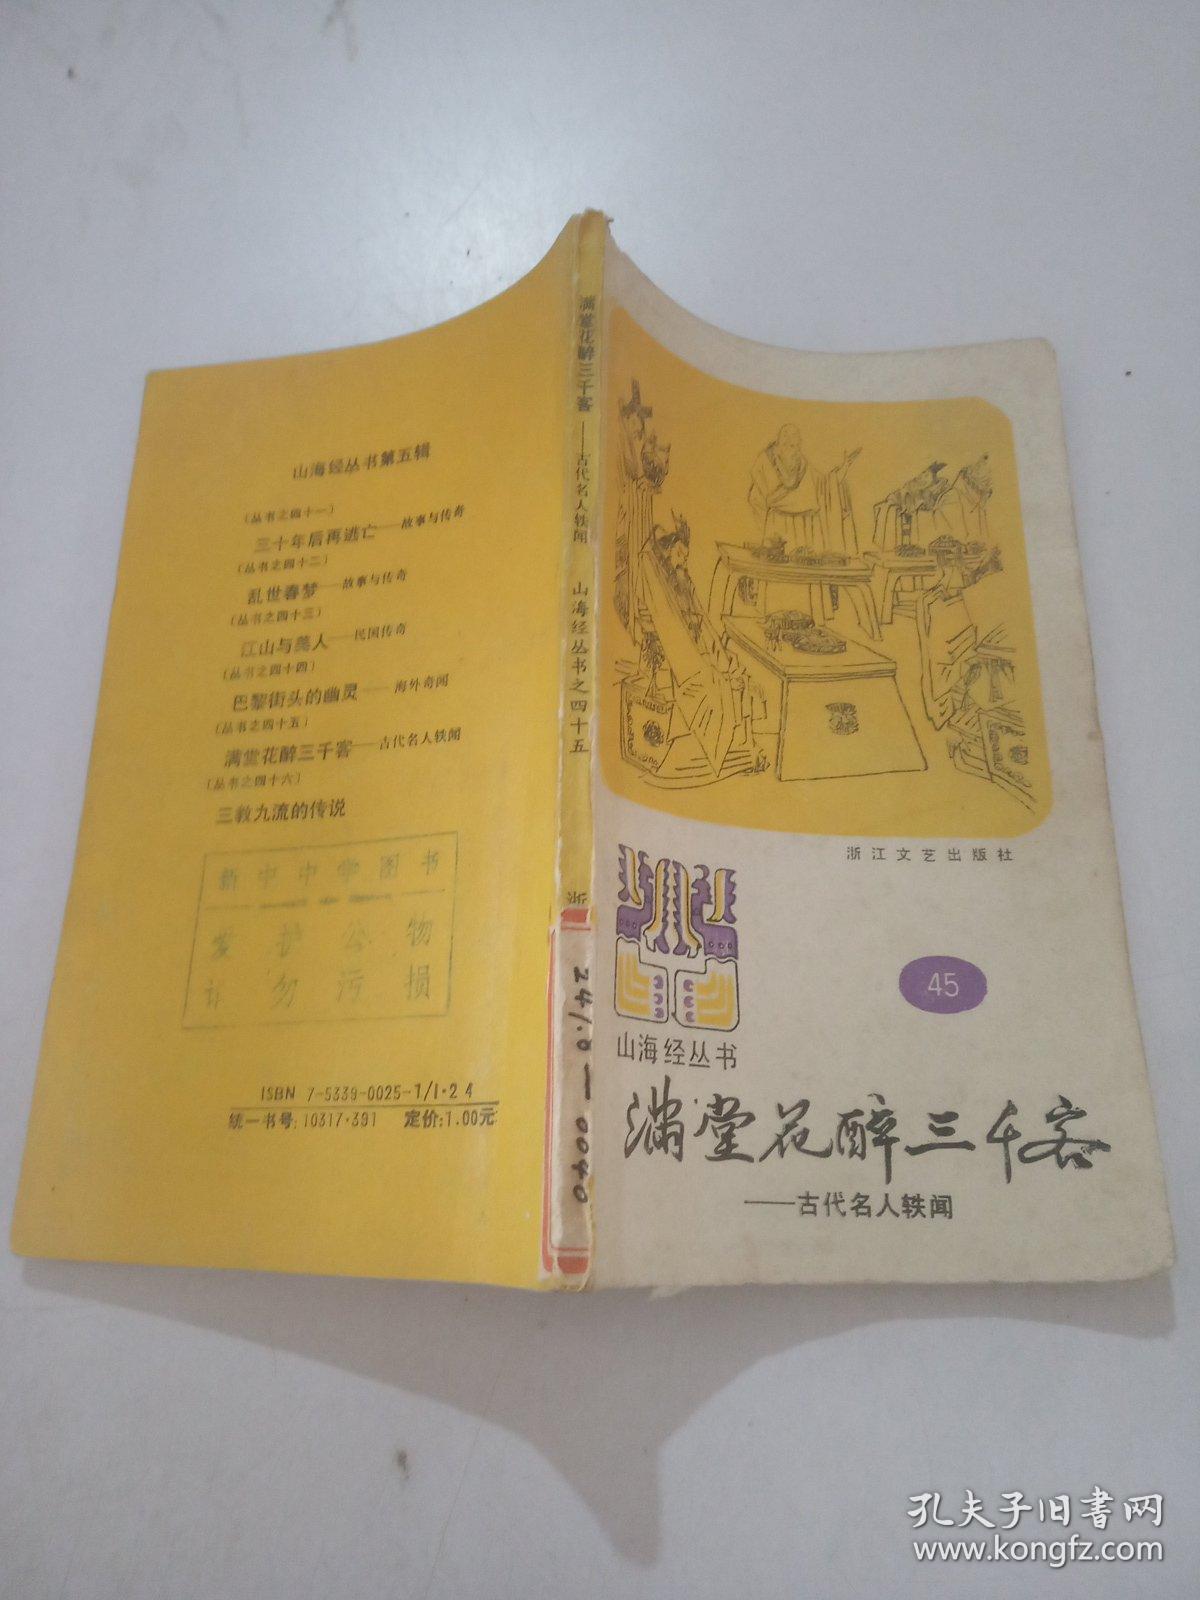 山海经丛书第五辑
(丛书之四十一)
三十年后再逃亡——故事与传奇
(丛书之四十二)
乱世春梦——故事与传奇
(丛书之四十三)
江山与美人——民国传奇
(丛书之四十四)
巴黎街头的幽灵——海外奇闻
(丛书之四十五)
满堂花醉三千客——古代名人轶闻
(丛书之四十六)
三教九流的传说
中学图书
护公物
勿污损
ISBN 7-5339-0025-1/I·24
统一书号:10317·391 定价:1.00元
满堂花醉三千客——古代名人轶闻 山海经丛书之四十五
浙
241.0—0040
浙江文艺出版社
45
山海经丛书
满堂花醉三千客
——古代名人轶闻
孔夫子旧书网
www.kongfz.com